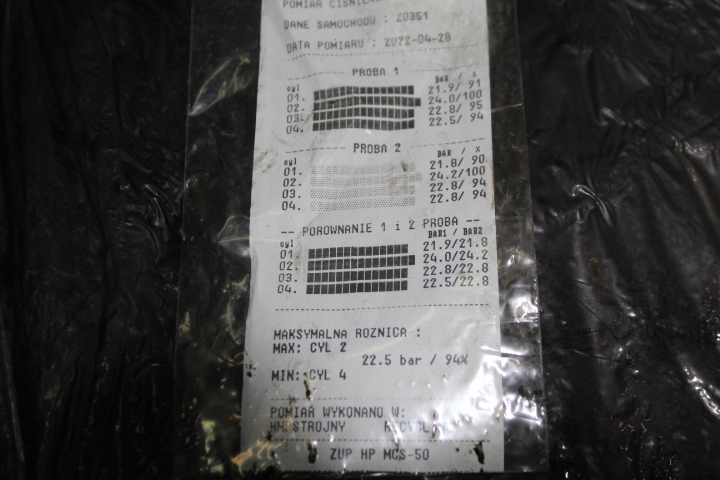 POMIAR CISNIEN
DANE SAMOCHODU : Z0351
DATA POMIARU : 2022-04-28
PROBA 1
cyl BAR / %
01. 21.9/ 91
02. 24.0/100
03. 22.8/ 95
04. 22.5/ 94
PROBA 2
cyl BAR / %
01. 21.8/ 90
02. 24.2/100
03. 22.8/ 94
04. 22.8/ 94
-- POROWNANIE 1 i 2 PROBA --
cyl BAR1 / BAR2
01. 21.9/21.8
02. 24.0/24.2
03. 22.8/22.8
04. 22.5/22.8
MAKSYMALNA ROZNICA :
MAX: CYL 2
22.5 bar / 94%
MIN: CYL 4
POMIAR WYKONANO W:
STROJNY RECYCL
ZUP HP MCS-50